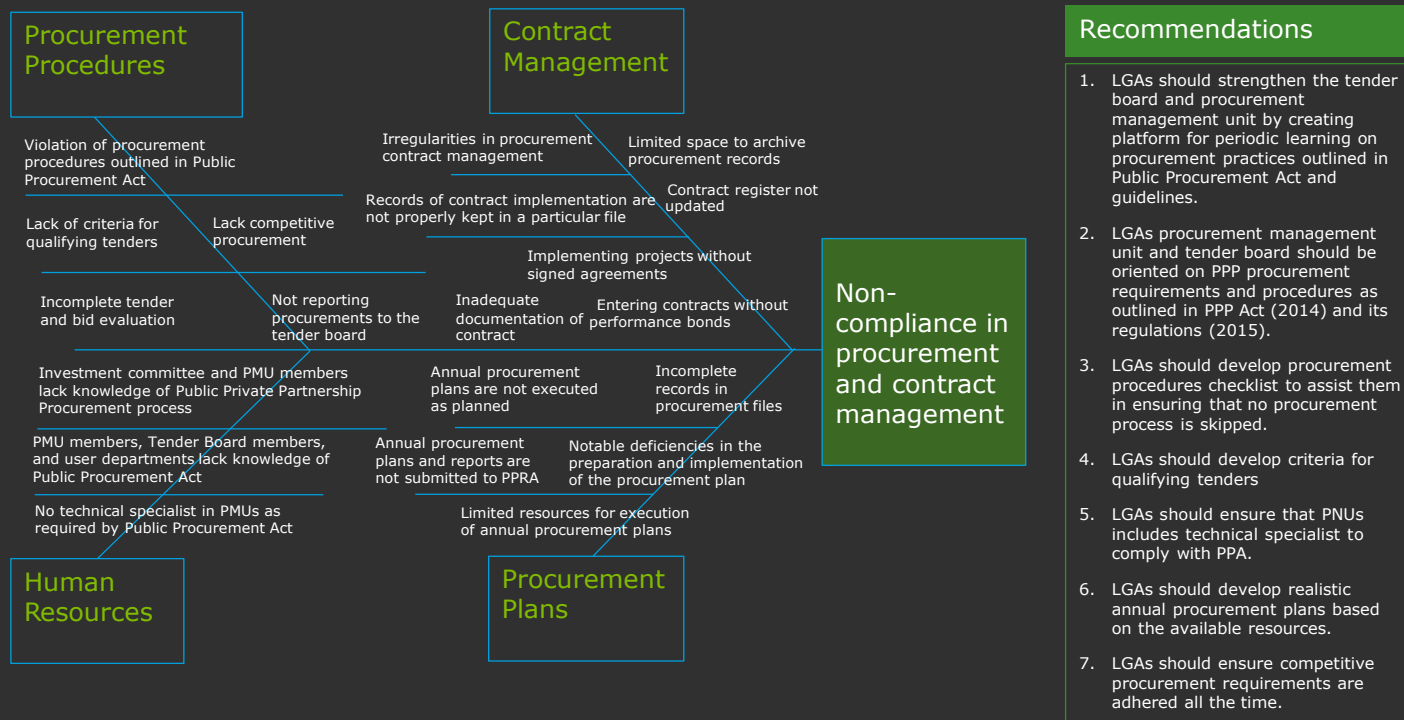 Procurement
Procedures
Contract
Management
Violation of procurement
procedures outlined in Public
Procurement Act
Lack of criteria for
qualifying tenders
Lack competitive
procurement
Incomplete tender
and bid evaluation
Not reporting
procurements to the
tender board
Irregularities in procurement
contract management
Limited space to archive
procurement records
Records of contract implementation are
not properly kept in a particular file
Contract register not
updated
Implementing projects without
signed agreements
Inadequate
documentation of
contract
Entering contracts without
performance bonds
Non-
compliance in
procurement
and contract
management
Investment committee and PMU members
lack knowledge of Public Private Partnership
Procurement process
PMU members, Tender Board members,
and user departments lack knowledge of
Public Procurement Act
No technical specialist in PMUs as
required by Public Procurement Act
Annual procurement
plans are not executed
as planned
Incomplete
records in
procurement files
Annual procurement
plans and reports are
not submitted to PPRA
Notable deficiencies in the
preparation and implementation
of the procurement plan
Limited resources for execution
of annual procurement plans
Human
Resources
Procurement
Plans
Recommendations
1. LGAs should strengthen the tender
board and procurement
management unit by creating
platform for periodic learning on
procurement practices outlined in
Public Procurement Act and
guidelines.
2. LGAs procurement management
unit and tender board should be
oriented on PPP procurement
requirements and procedures as
outlined in PPP Act (2014) and its
regulations (2015).
3. LGAs should develop procurement
procedures checklist to assist them
in ensuring that no procurement
process is skipped.
4. LGAs should develop criteria for
qualifying tenders
5. LGAs should ensure that PNUs
includes technical specialist to
comply with PPA.
6. LGAs should develop realistic
annual procurement plans based
on the available resources.
7. LGAs should ensure competitive
procurement requirements are
adhered all the time.